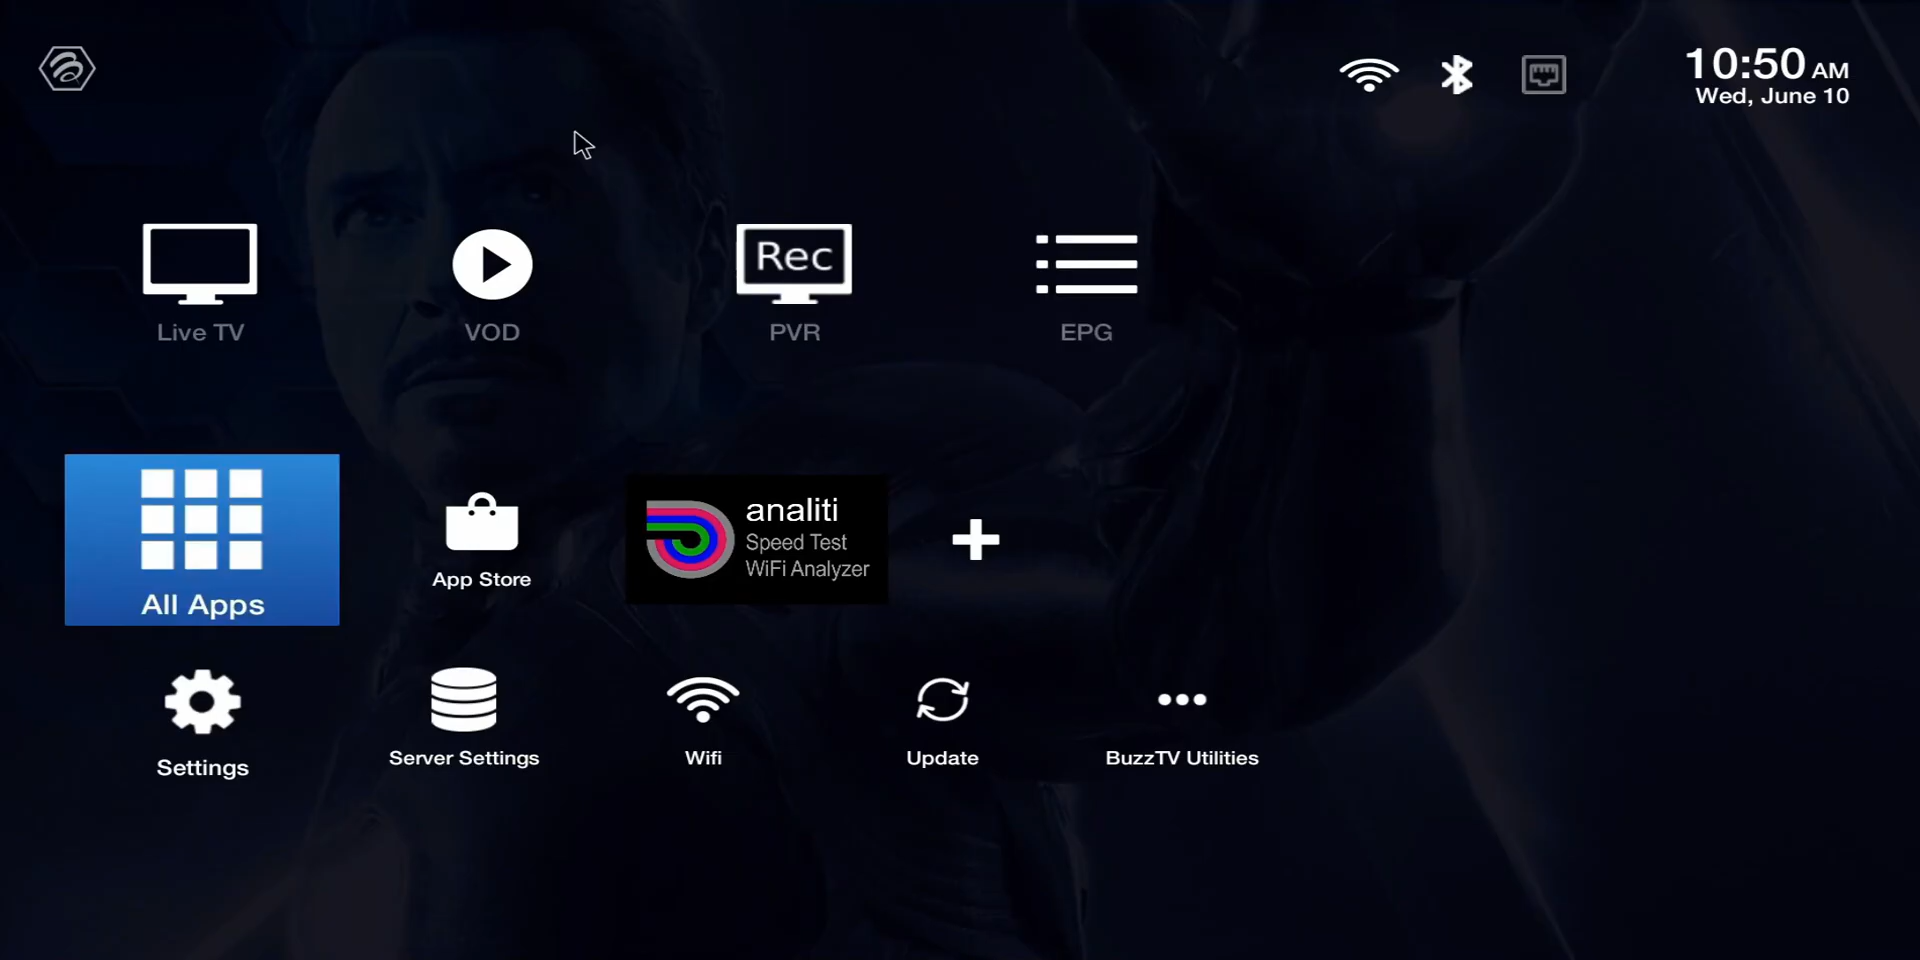 10:50 AM
Wed, June 10
Live TV
VOD
Rec
PVR
EPG
All Apps
App Store
analiti
Speed Test
WiFi Analyzer
Settings
Server Settings
Wifi
Update
BuzzTV Utilities